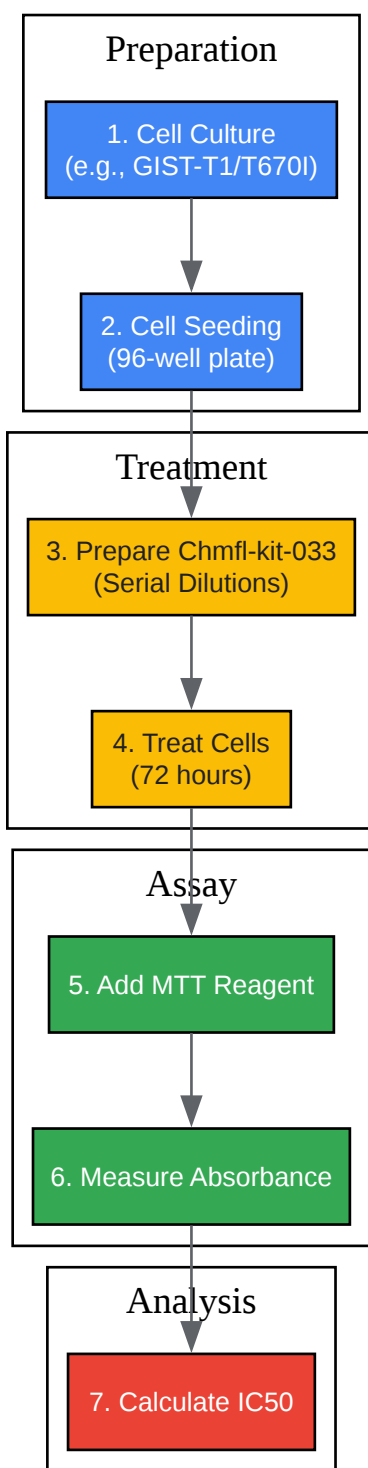 Preparation
1. Cell Culture
(e.g., GIST-T1/T670I)
2. Cell Seeding
(96-well plate)
Treatment
3. Prepare Chmfl-kit-033
(Serial Dilutions)
4. Treat Cells
(72 hours)
Assay
5. Add MTT Reagent
6. Measure Absorbance
Analysis
7. Calculate IC50